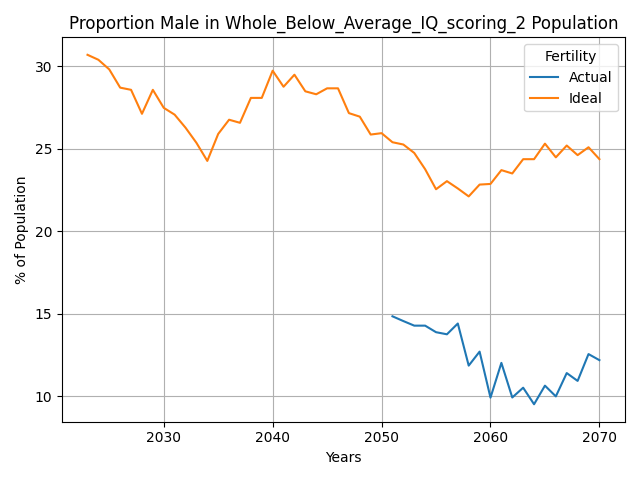 Proportion Male in Whole_Below_Average_IQ_scoring_2 Population
% of Population
30
25
20
15
10
Fertility
Actual
Ideal
2030
2040
2050
2060
2070
Years